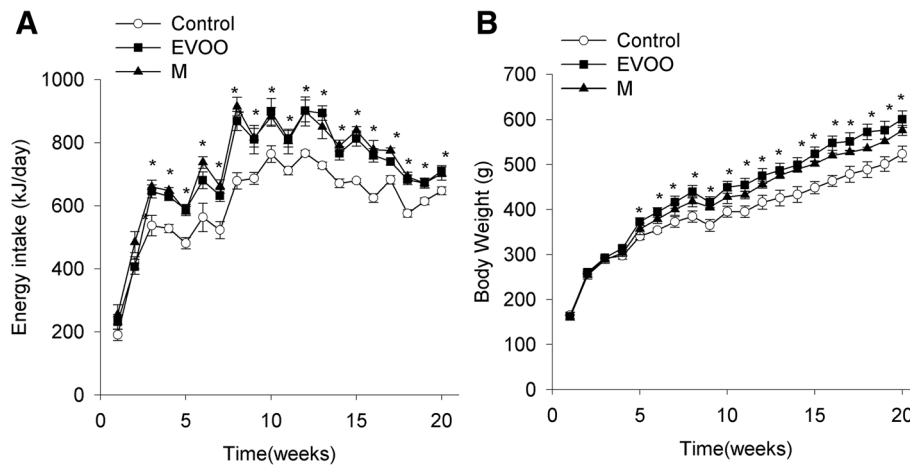 A
Control
EVOO
M
1000
800
600
400
200
0
Energy intake (kJ/day)
* * * * * * * * * * * * * * * * * *
0 5 10 15 20
Time(weeks)
B
Control
EVOO
M
700
600
500
400
300
200
100
0
Body Weight (g)
* * * * * * * * * * * * * * * *
0 5 10 15 20
Time(weeks)